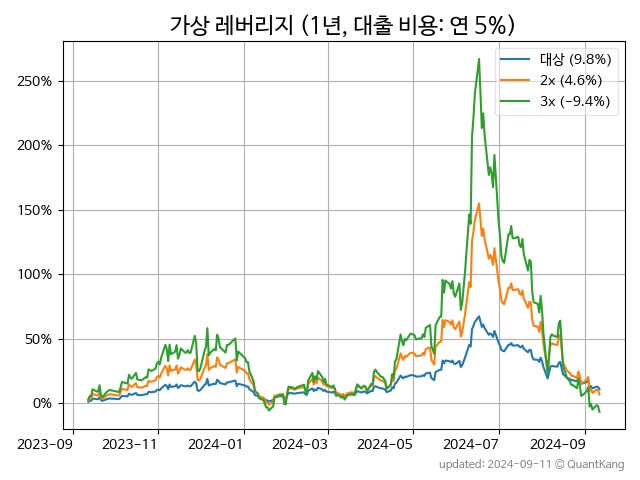 가상 레버리지 (1년, 대출 비용: 연 5%)
대상 (9.8%)
2x (4.6%)
3x (−9.4%)
250%
200%
150%
100%
50%
0%
2023-09 2023-11 2024-01 2024-03 2024-05 2024-07 2024-09
updated: 2024-09-11 © QuantKang